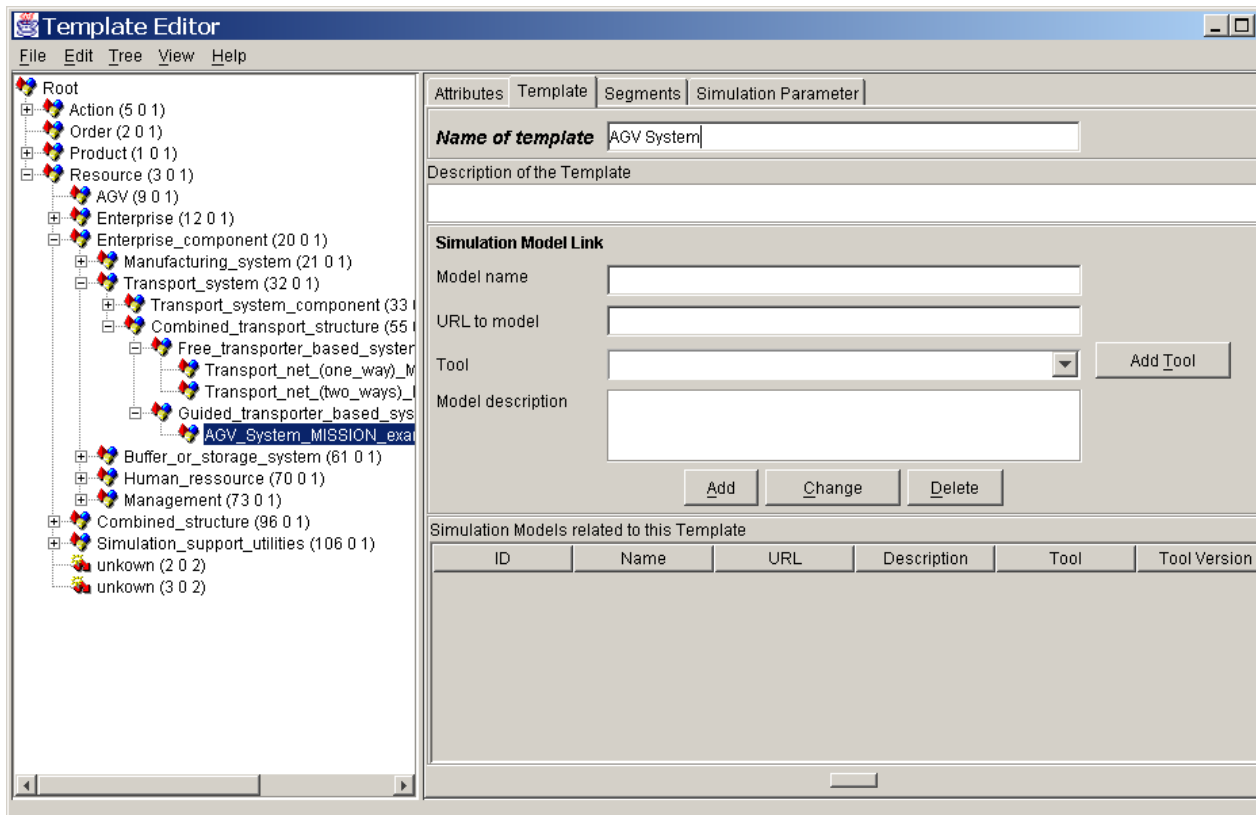 Template Editor
File Edit Tree View Help
Root
Action (5 0 1)
Order (2 0 1)
Product (1 0 1)
Resource (3 0 1)
AGV (9 0 1)
Enterprise (12 0 1)
Enterprise_component (20 0 1)
Manufacturing_system (21 0 1)
Transport_system (32 0 1)
Transport_system_component (33
Combined_transport_structure (55
Free_transporter_based_system
Transport_net_(one_way)_M
Transport_net_(two_ways)_
Guided_transporter_based_sys
AGV_System_MISSION_exa
Buffer_or_storage_system (61 0 1)
Human_ressource (70 0 1)
Management (73 0 1)
Combined_structure (96 0 1)
Simulation_support_utilities (106 0 1)
unkown (2 0 2)
unkown (3 0 2)
Attributes Template Segments Simulation Parameter
Name of template AGV System
Description of the Template
Simulation Model Link
Model name
URL to model
Tool Add Tool
Model description
Add Change Delete
Simulation Models related to this Template
ID Name URL Description Tool Tool Version